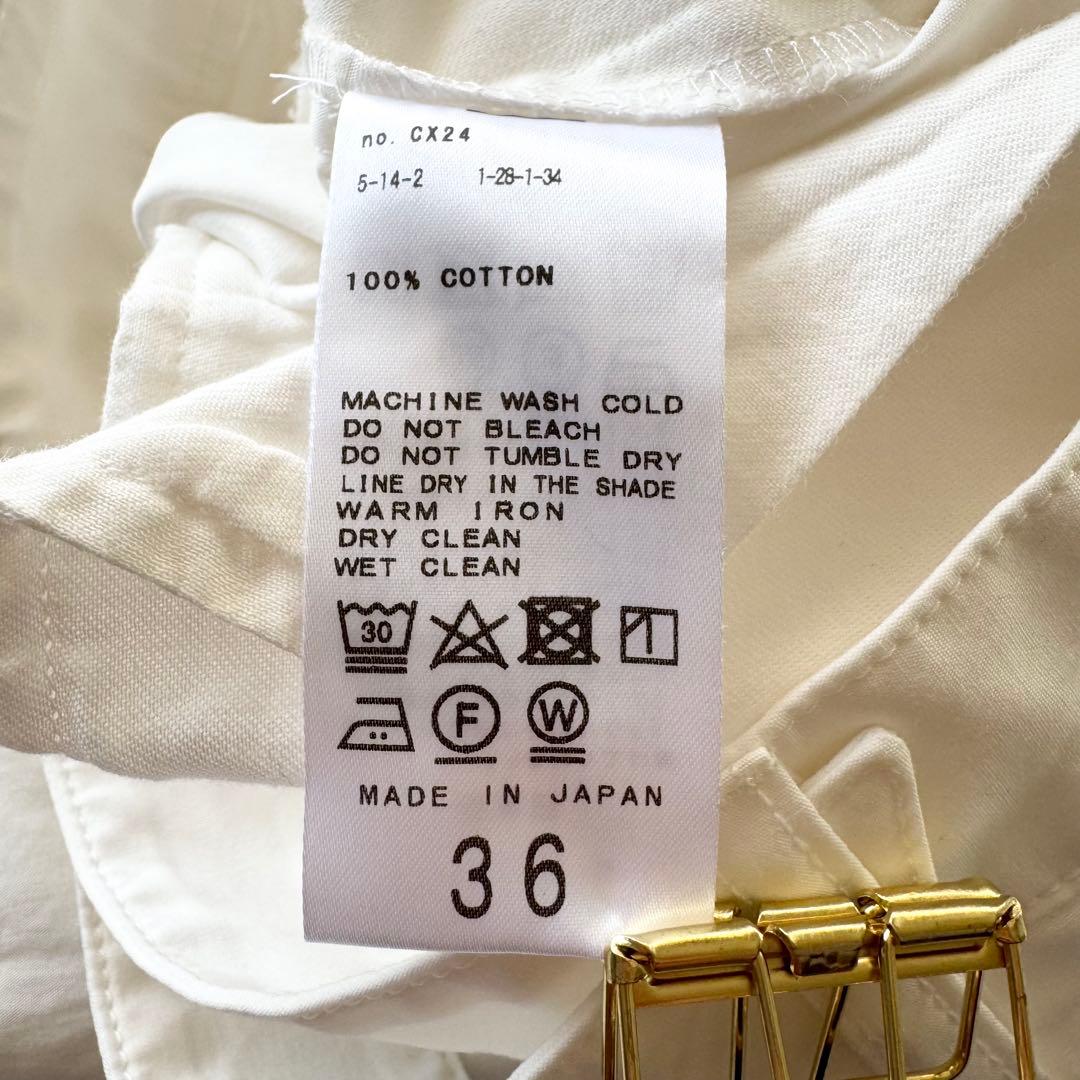 no. CX24
5-14-2 1-28-1-34
100% COTTON
MACHINE WASH COLD
DO NOT BLEACH
DO NOT TUMBLE DRY
LINE DRY IN THE SHADE
WARM IRON
DRY CLEAN
WET CLEAN
30
F W
MADE IN JAPAN
36